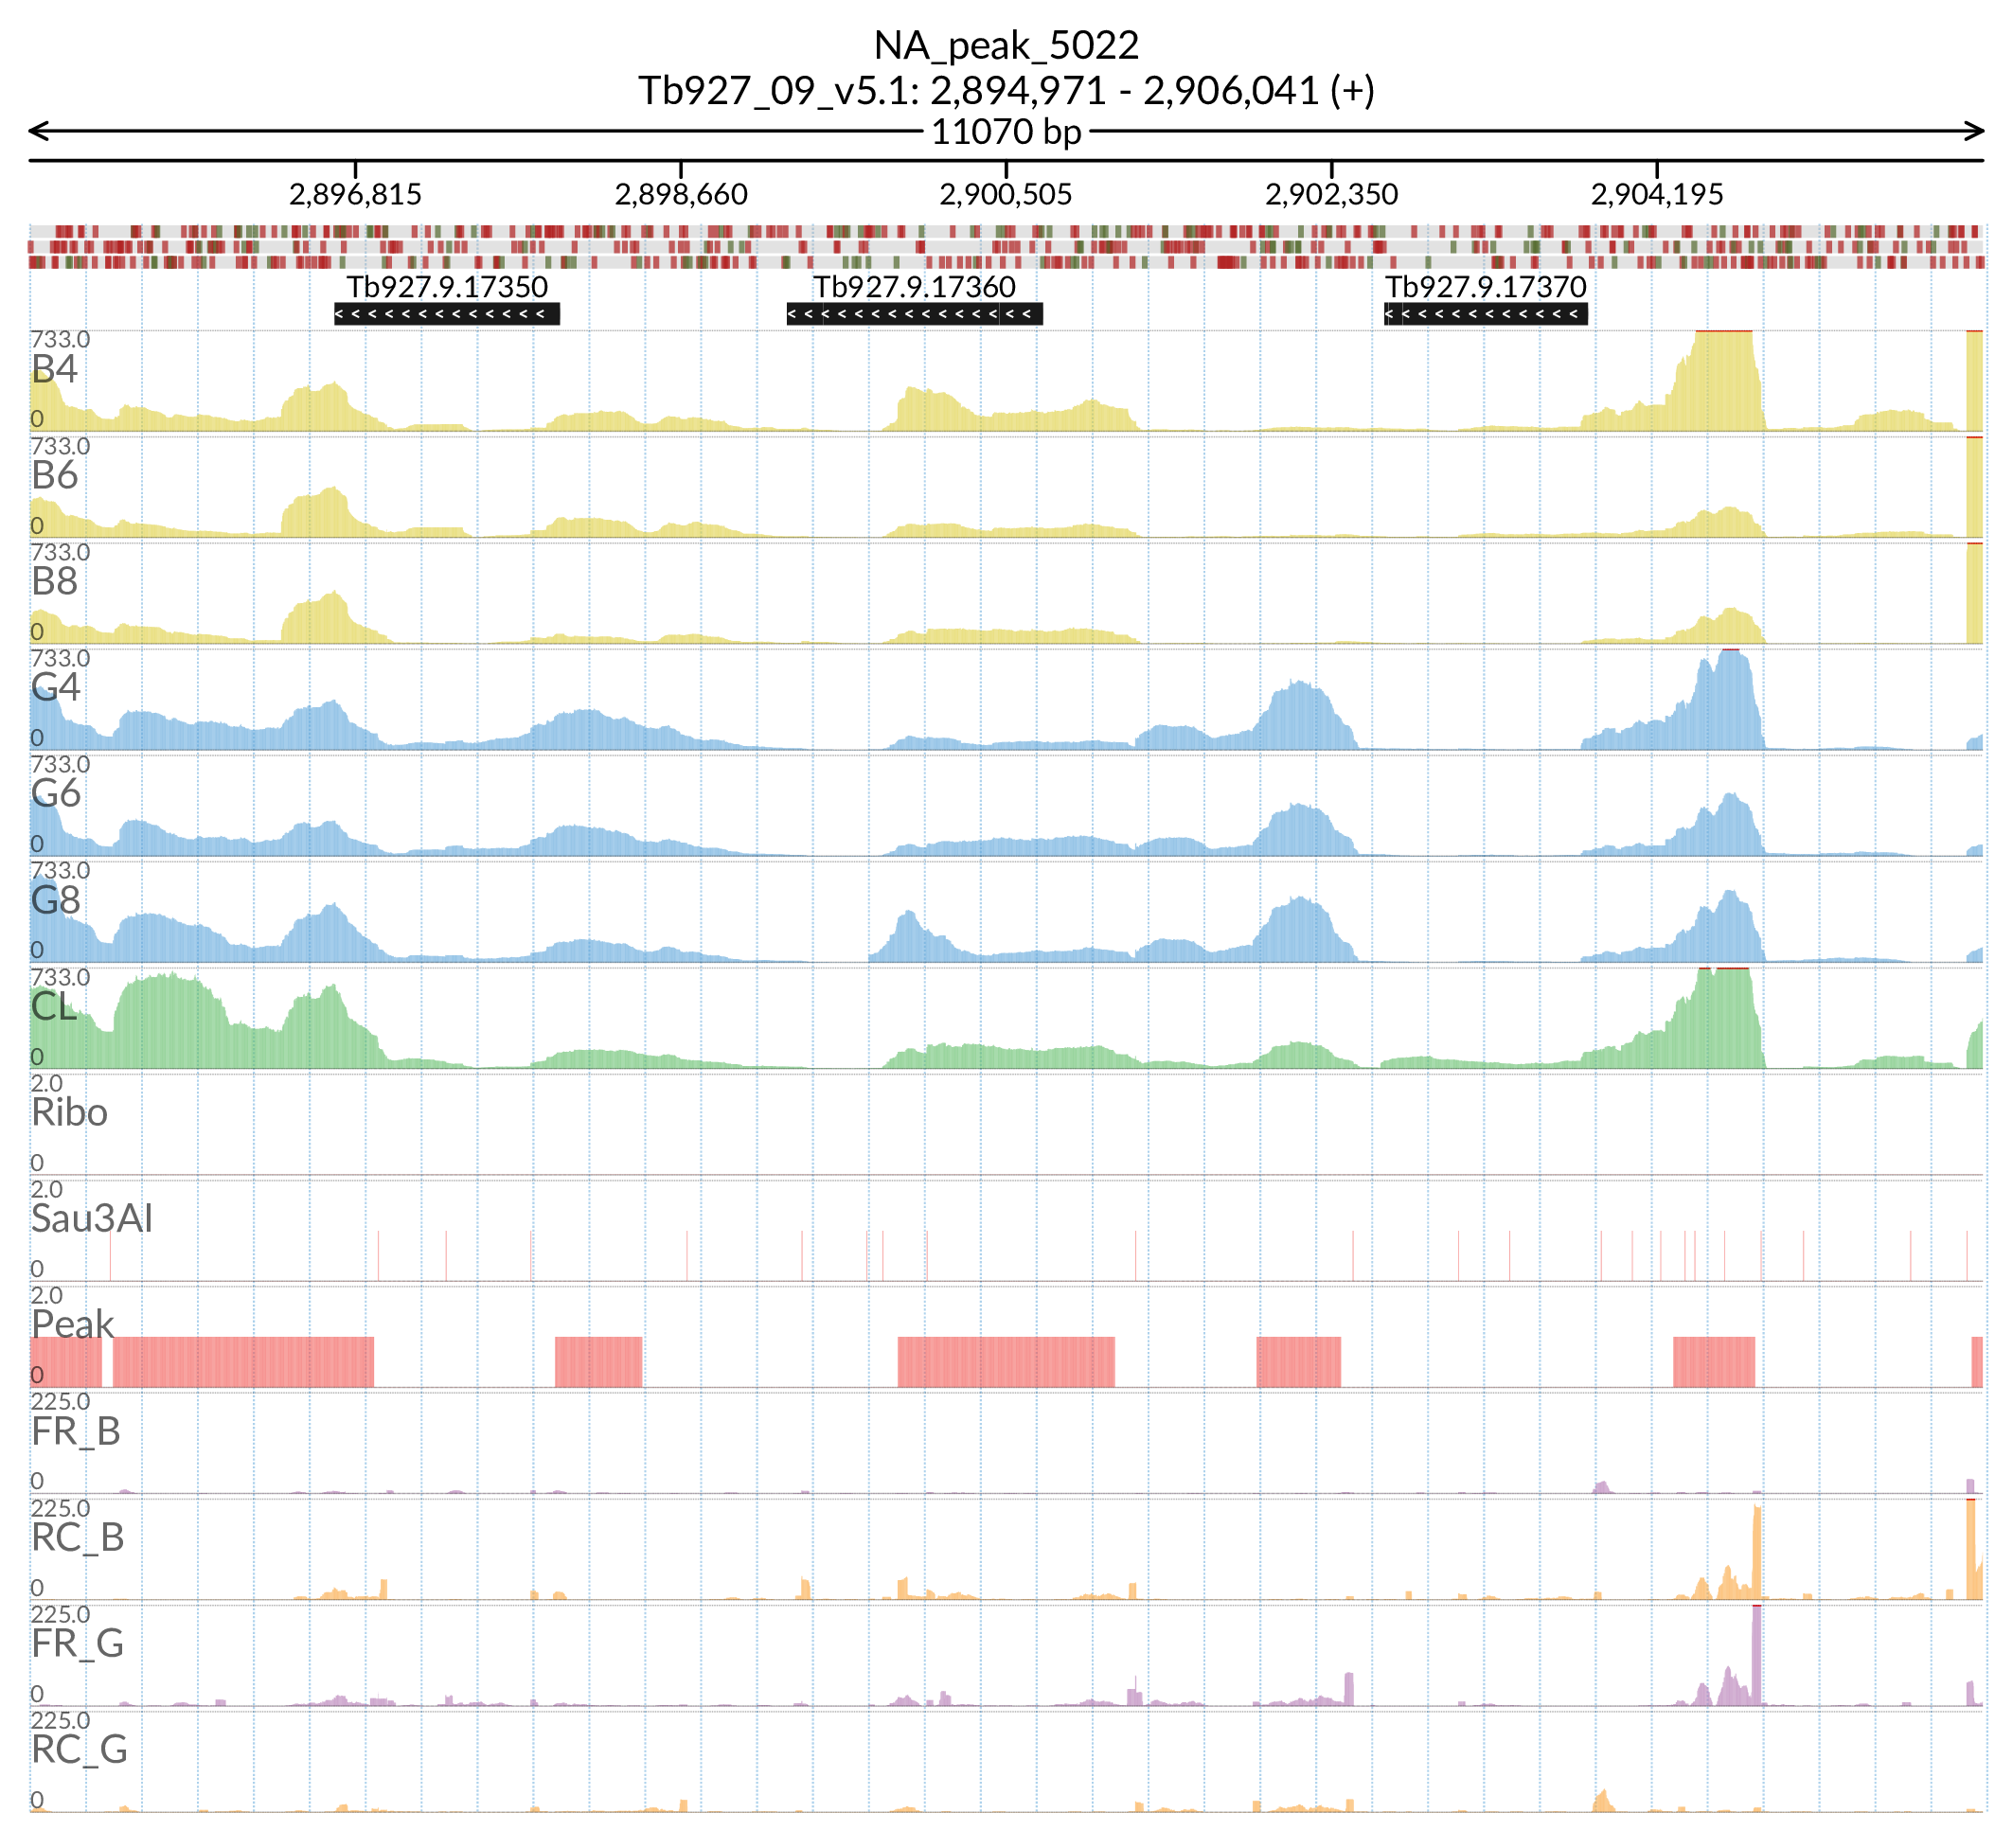 NA_peak_5022
Tb927_09_v5.1: 2,894,971 - 2,906,041 (+)
11070 bp
2,896,815 2,898,660 2,900,505 2,902,350 2,904,195
Tb927.9.17350 Tb927.9.17360 Tb927.9.17370
733.0
B4
0
733.0
B6
0
733.0
B8
0
733.0
G4
0
733.0
G6
0
733.0
G8
0
733.0
CL
0
2.0
Ribo
0
2.0
Sau3AI
0
2.0
Peak
0
225.0
FR_B
0
225.0
RC_B
0
225.0
FR_G
0
225.0
RC_G
0